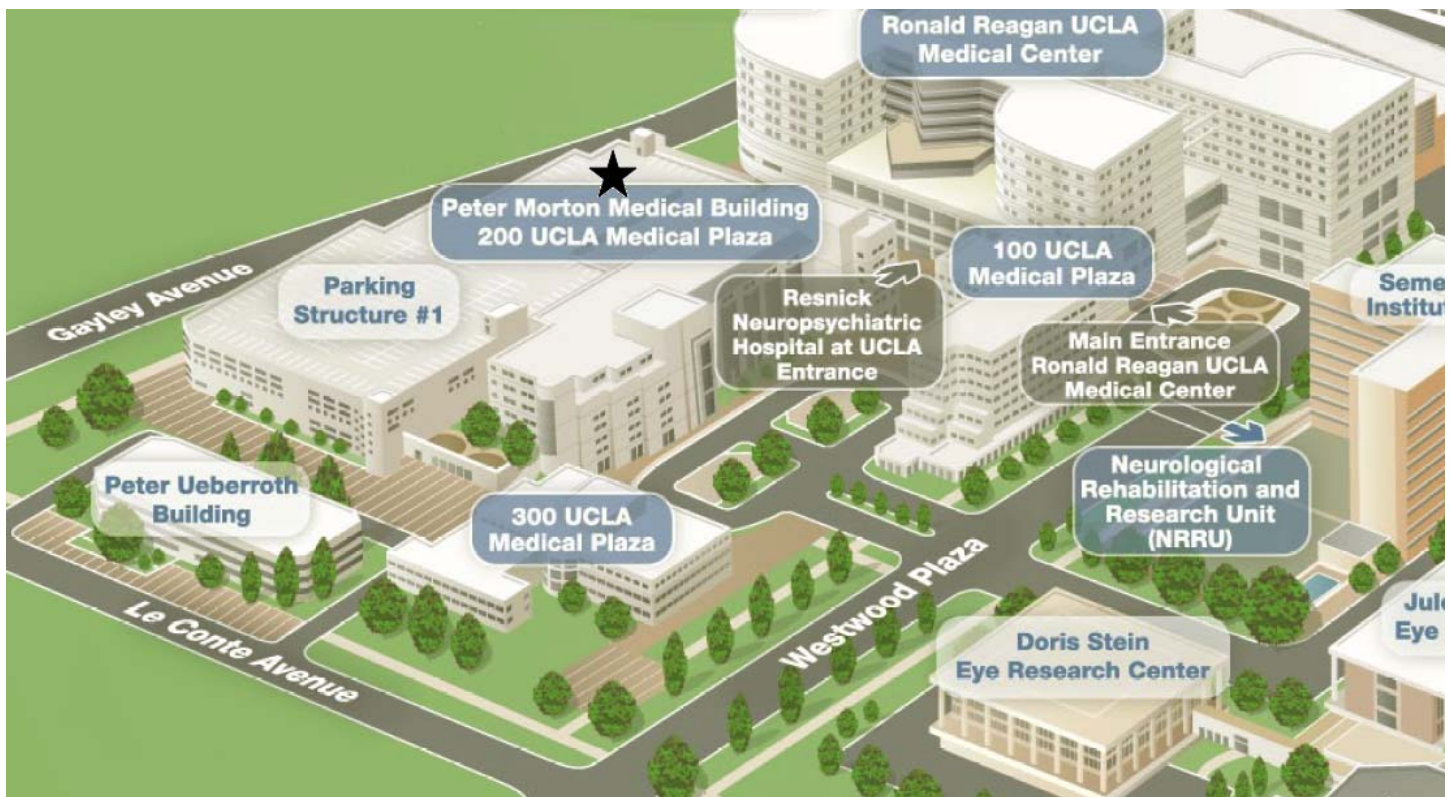 Ronald Reagan UCLA
Medical Center
Peter Morton Medical Building
200 UCLA Medical Plaza
100 UCLA
Medical Plaza
Gayley Avenue
Parking
Structure #1
Resnick
Neuropsychiatric
Hospital at UCLA
Entrance
Main Entrance
Ronald Reagan UCLA
Medical Center
Neurological
Rehabilitation and
Research Unit
(NRRU)
Peter Ueberroth
Building
300 UCLA
Medical Plaza
Le Conte Avenue
Westwood Plaza
Doris Stein
Eye Research Center
Eye